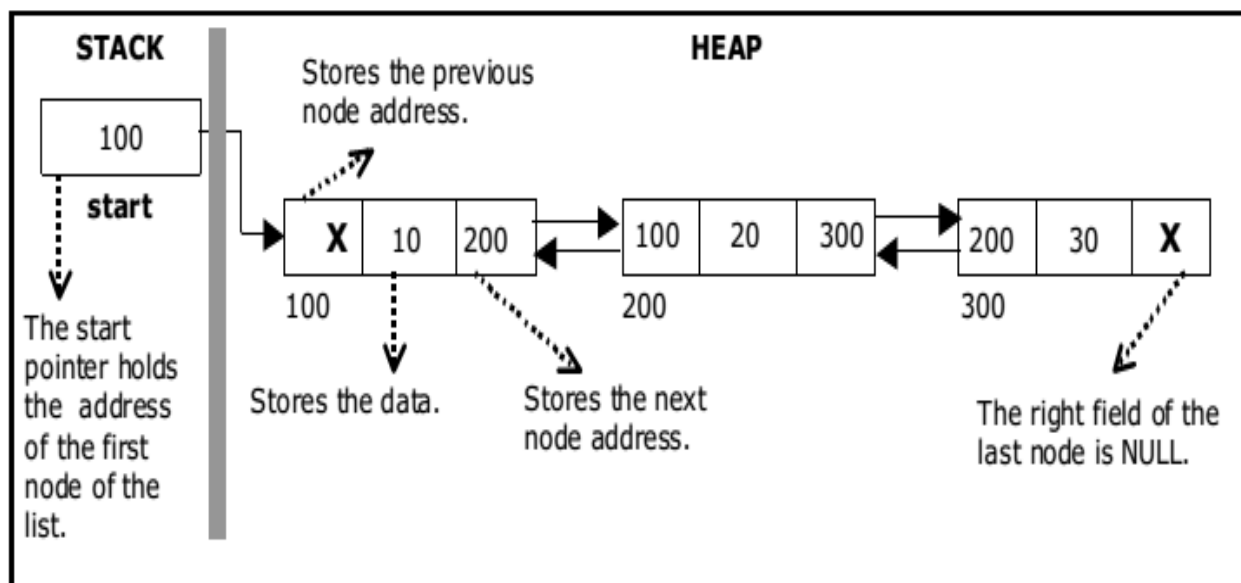 STACK
HEAP
Stores the previous
node address.
100
start
X 10 200
100 20 300
200 30 X
100
200
300
The start
pointer holds
the address
of the first
node of the
list.
Stores the data.
Stores the next
node address.
The right field of the
last node is NULL.